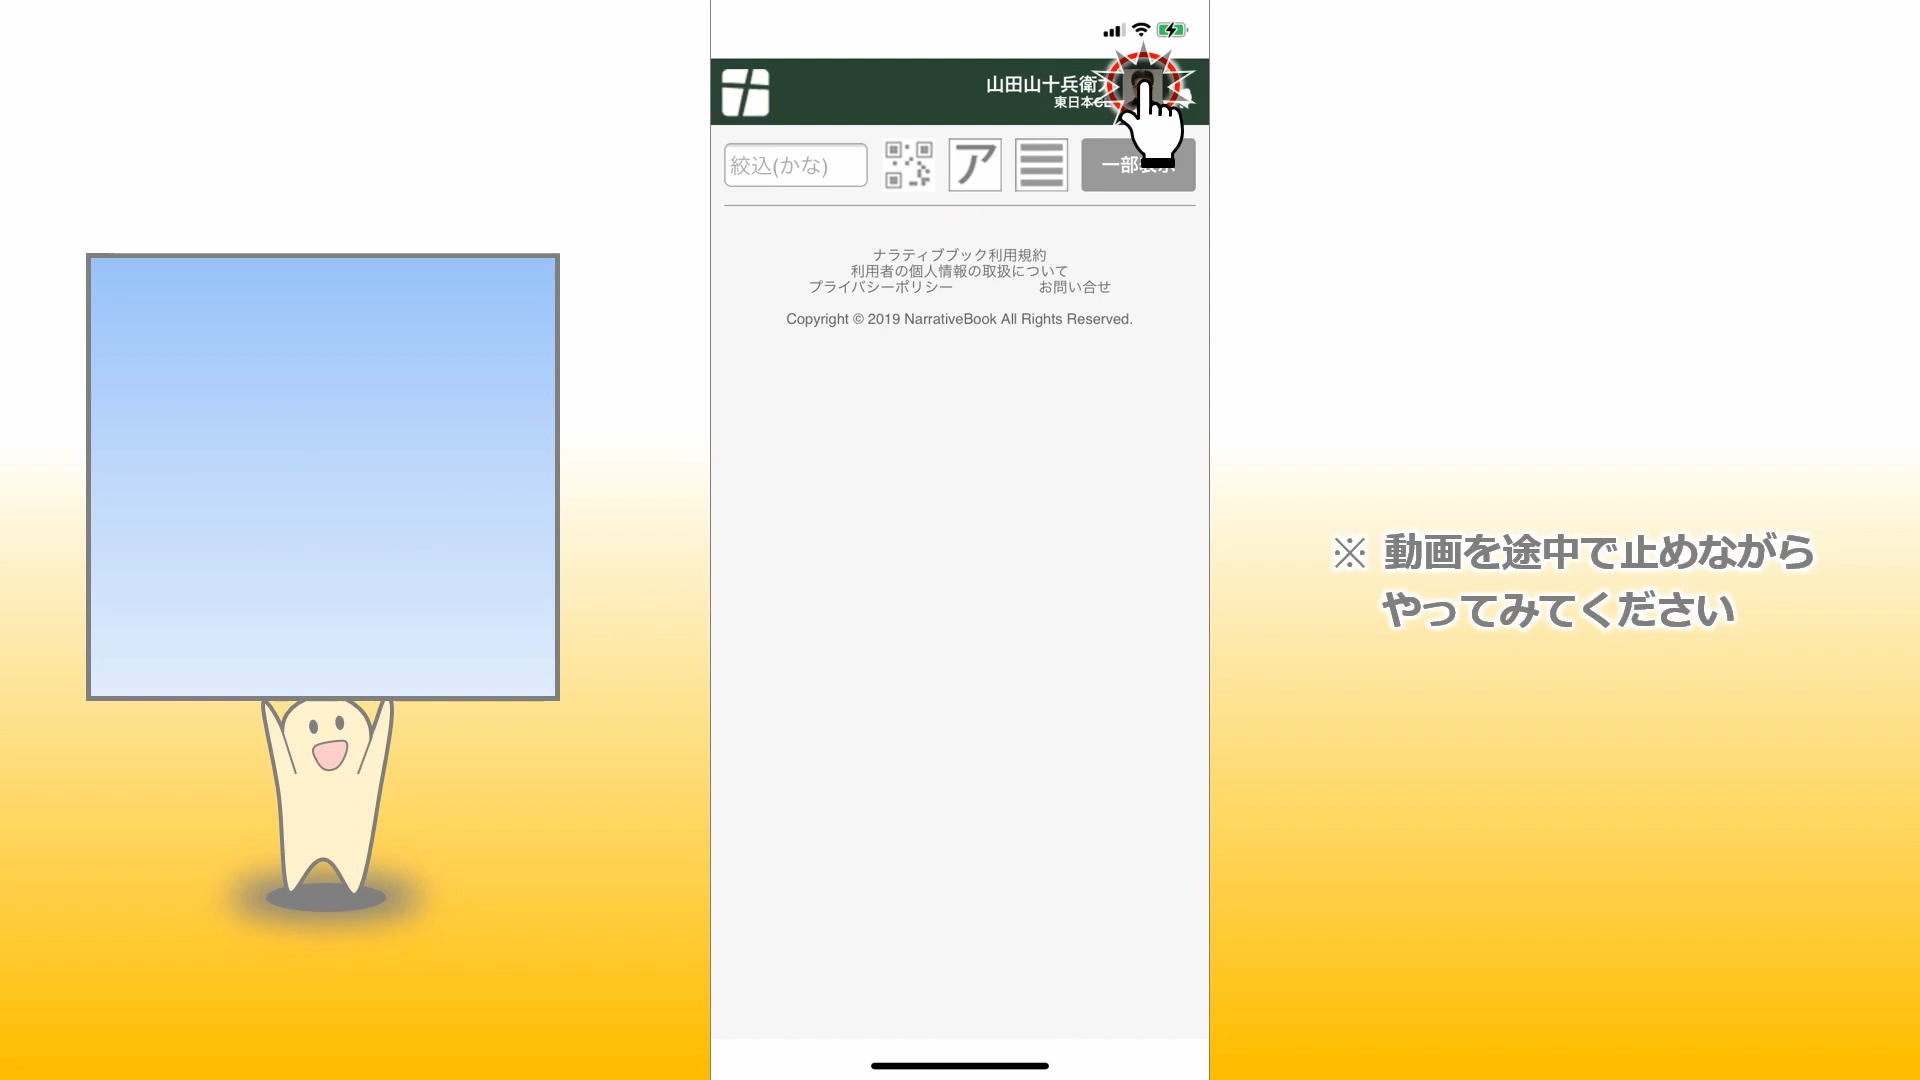 山田山十兵衛
東日本
絞込(かな)
ア
一部表示
ナラティブブック利用規約
利用者の個人情報の取扱について
プライバシーポリシー
お問い合せ
Copyright © 2019 NarrativeBook All Rights Reserved.
※ 動画を途中で止めながら
やってみてください